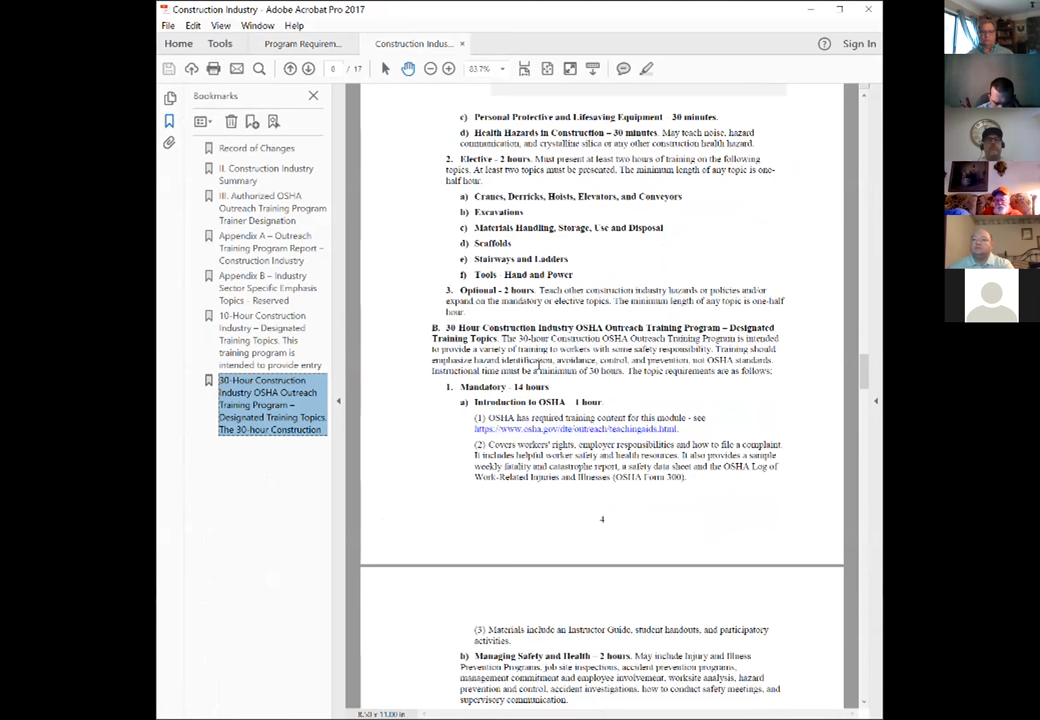 Construction Industry - Adobe Acrobat Pro 2017
File Edit View Window Help
Home Tools Program Requirem... Construction Indus... ×
Sign In
8 / 17 83.7%
Bookmarks
Record of Changes
II. Construction Industry
Summary
III. Authorized OSHA
Outreach Training Program
Trainer Designation
Appendix A – Outreach
Training Program Report –
Construction Industry
Appendix B – Industry
Sector Specific Emphasis
Topics - Reserved
10-Hour Construction
Industry – Designated
Training Topics. This
training program is
intended to provide entry
30-Hour Construction
Industry OSHA Outreach
Training Program –
Designated Training Topics.
The 30-hour Construction
c) Personal Protective and Lifesaving Equipment – 30 minutes.
d) Health Hazards in Construction – 30 minutes. May teach noise, hazard
communication, and crystalline silica or any other construction health hazard.
2. Elective - 2 hours. Must present at least two hours of training on the following
topics. At least two topics must be presented. The minimum length of any topic is one-
half hour.
a) Cranes, Derricks, Hoists, Elevators, and Conveyors
b) Excavations
c) Materials Handling, Storage, Use and Disposal
d) Scaffolds
e) Stairways and Ladders
f) Tools - Hand and Power
3. Optional - 2 hours. Teach other construction industry hazards or policies and/or
expand on the mandatory or elective topics. The minimum length of any topic is one-half
hour.
B. 30 Hour Construction Industry OSHA Outreach Training Program – Designated
Training Topics. The 30-hour Construction OSHA Outreach Training Program is intended
to provide a variety of training to workers with some safety responsibility. Training should
emphasize hazard identification, avoidance, control, and prevention, not OSHA standards.
Instructional time must be a minimum of 30 hours. The topic requirements are as follows:
1. Mandatory - 14 hours
a) Introduction to OSHA – 1 hour.
(1) OSHA has required training content for this module - see
https://www.osha.gov/dte/outreach/teachingaids.html.
(2) Covers workers' rights, employer responsibilities and how to file a complaint.
It includes helpful worker safety and health resources. It also provides a sample
weekly fatality and catastrophe report, a safety data sheet and the OSHA Log of
Work-Related Injuries and Illnesses (OSHA Form 300).
4
(3) Materials include an Instructor Guide, student handouts, and participatory
activities.
b) Managing Safety and Health – 2 hours. May include Injury and Illness
Prevention Programs, job site inspections, accident prevention programs,
management commitment and employee involvement, worksite analysis, hazard
prevention and control, accident investigations, how to conduct safety meetings, and
supervisory communication.
8.50 x 11.00 in